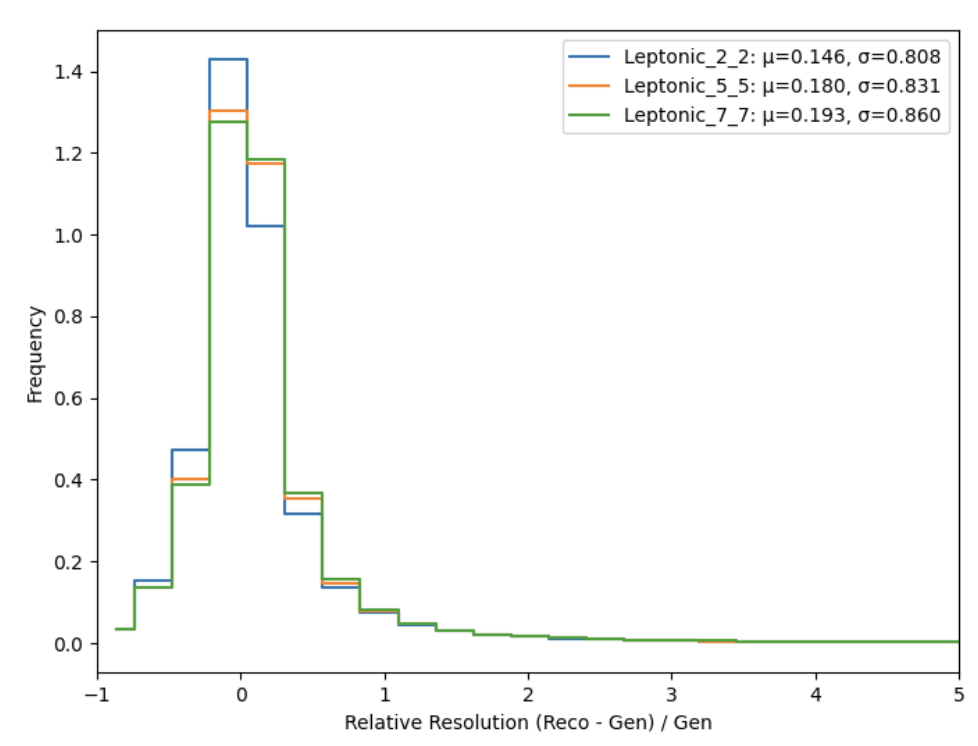 Leptonic_2_2: μ=0.146, σ=0.808
Leptonic_5_5: μ=0.180, σ=0.831
Leptonic_7_7: μ=0.193, σ=0.860
Frequency
1.4
1.2
1.0
0.8
0.6
0.4
0.2
0.0
−1 0 1 2 3 4 5
Relative Resolution (Reco - Gen) / Gen